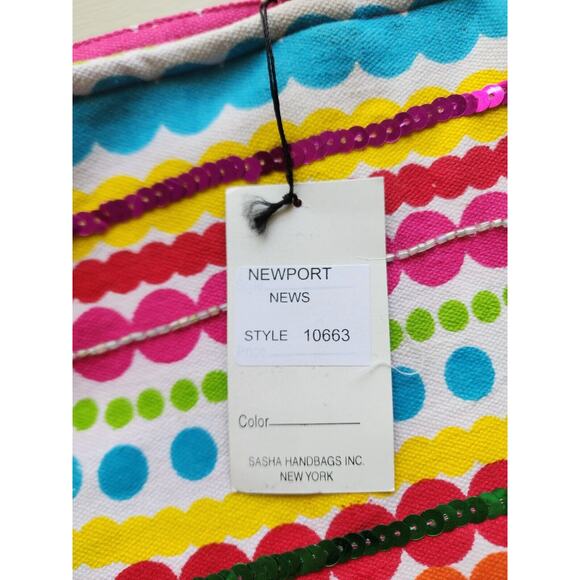 NEWPORT
NEWS
STYLE 10663
Color
SASHA HANDBAGS INC.
NEW YORK